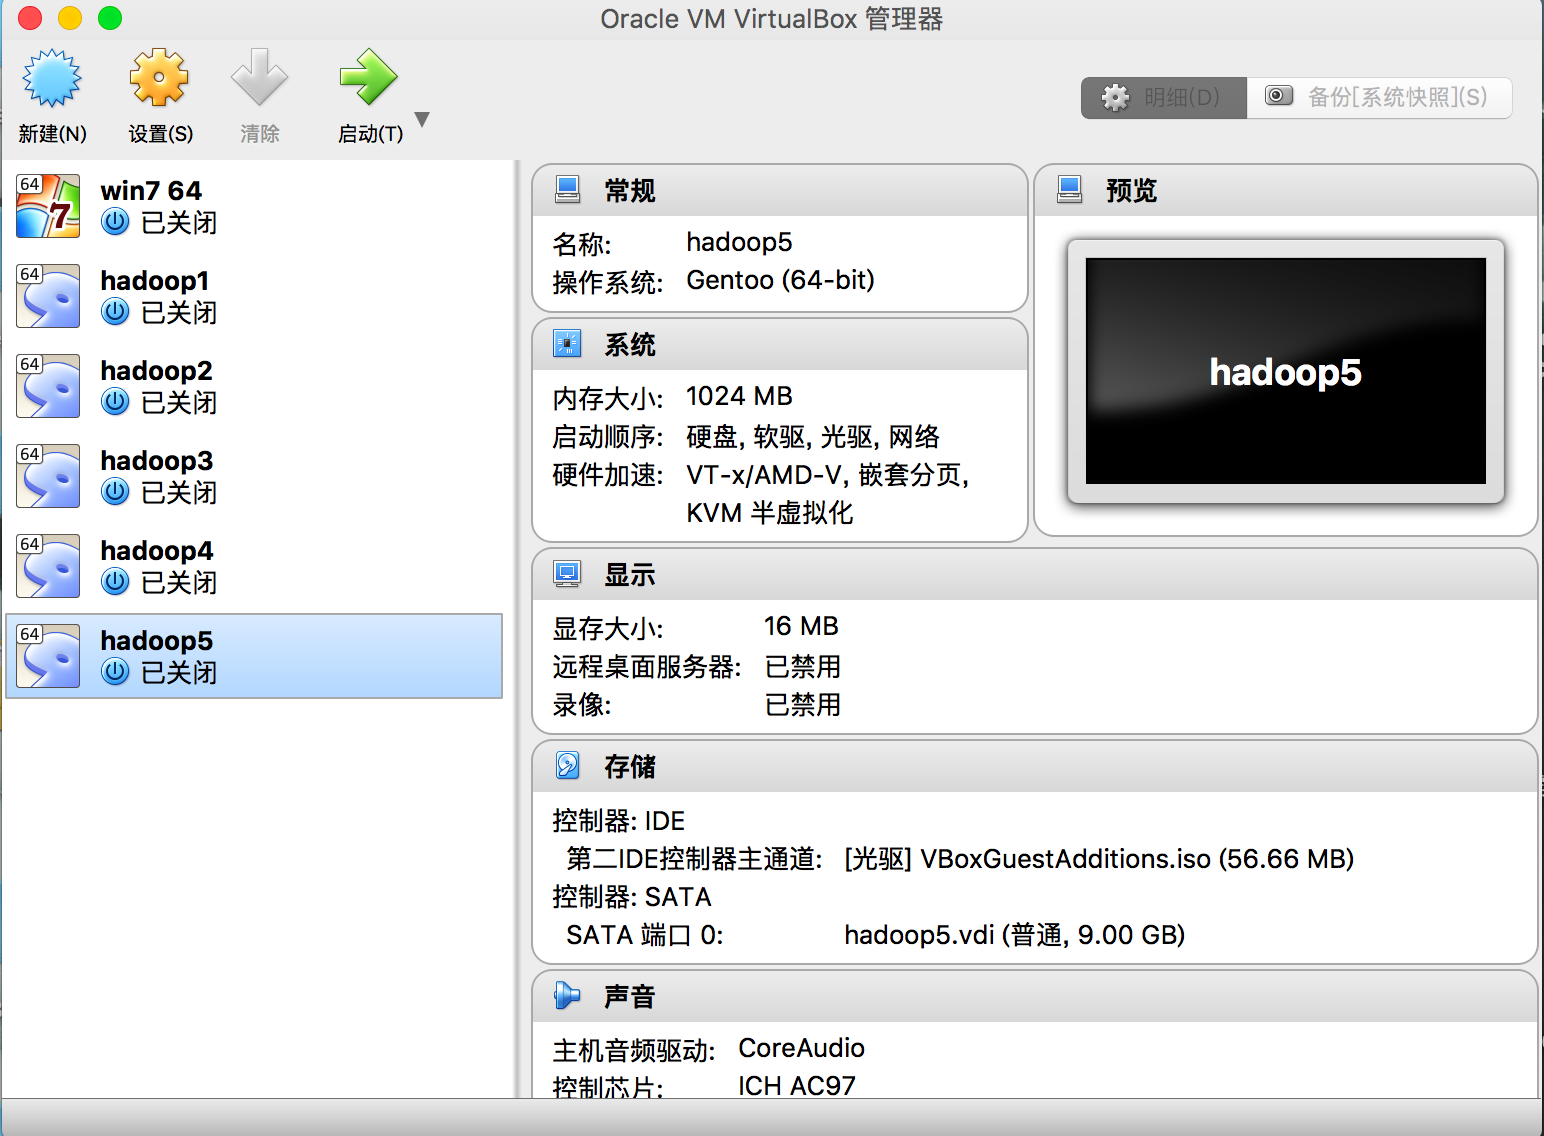 Oracle VM VirtualBox 管理器
新建(N) 设置(S) 清除 启动(T) 明细(D) 备份[系统快照](S)
64 win7 64
7
已关闭
64 hadoop1
已关闭
64 hadoop2
已关闭
64 hadoop3
已关闭
64 hadoop4
已关闭
64 hadoop5
已关闭
常规
名称: hadoop5
操作系统: Gentoo (64-bit)
系统
内存大小: 1024 MB
启动顺序: 硬盘, 软驱, 光驱, 网络
硬件加速: VT-x/AMD-V, 嵌套分页,
KVM 半虚拟化
预览
hadoop5
显示
显存大小: 16 MB
远程桌面服务器: 已禁用
录像: 已禁用
存储
控制器: IDE
第二IDE控制器主通道: [光驱] VBoxGuestAdditions.iso (56.66 MB)
控制器: SATA
SATA 端口 0: hadoop5.vdi (普通, 9.00 GB)
声音
主机音频驱动: CoreAudio
控制芯片: ICH AC97